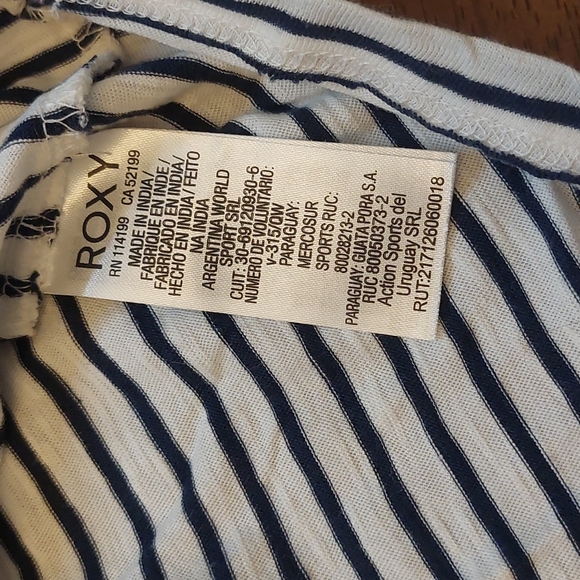 ROXY
RN 114199 CA 52199
MADE IN INDIA/
FABRIQUE EN INDE/
FABRICADO EN INDIA/
HECHO EN INDIA / FEITO
NA INDIA
ARGENTINA WORLD
SPORT SRL
CUIT: 30-69120930-6
NUMERO DE VOLUNTARIO:
V-315/OW
PARAGUAY:
MERCOSUR
SPORTS RUC:
80028213-2
PARAGUAY: GUATA PORA S.A.
RUC 80050373-2
Action Sports del
Uruguay SRL
RUT:217126060018